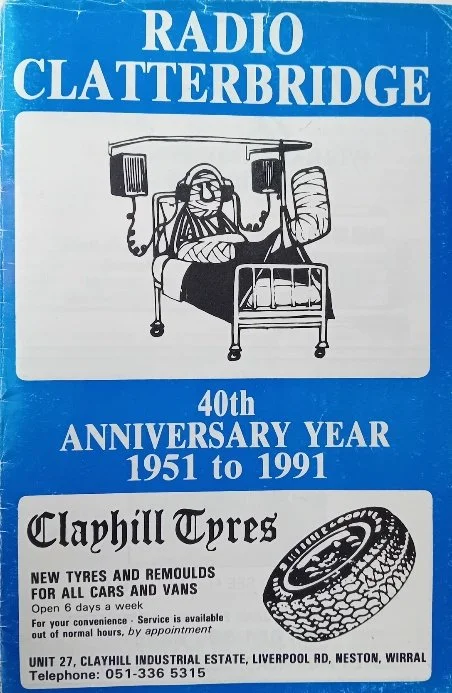 RADIO
CLATTERBRIDGE
40th
ANNIVERSARY YEAR
1951 to 1991
Clayhill Tyres
NEW TYRES AND REMOULDS
FOR ALL CARS AND VANS
Open 6 days a week
For your convenience - Service is available
out of normal hours, by appointment
UNIT 27, CLAYHILL INDUSTRIAL ESTATE, LIVERPOOL RD, NESTON, WIRRAL
Telephone: 051-336 5315